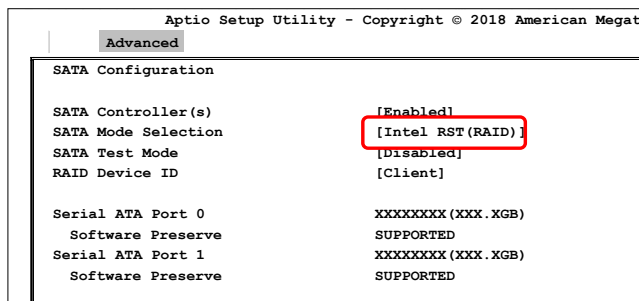 Aptio Setup Utility - Copyright © 2018 American Megat
Advanced
SATA Configuration
SATA Controller(s) [Enabled]
SATA Mode Selection [Intel RST(RAID)]
SATA Test Mode [Disabled]
RAID Device ID [Client]
Serial ATA Port 0 XXXXXXXX(XXX.XGB)
Software Preserve SUPPORTED
Serial ATA Port 1 XXXXXXXX(XXX.XGB)
Software Preserve SUPPORTED